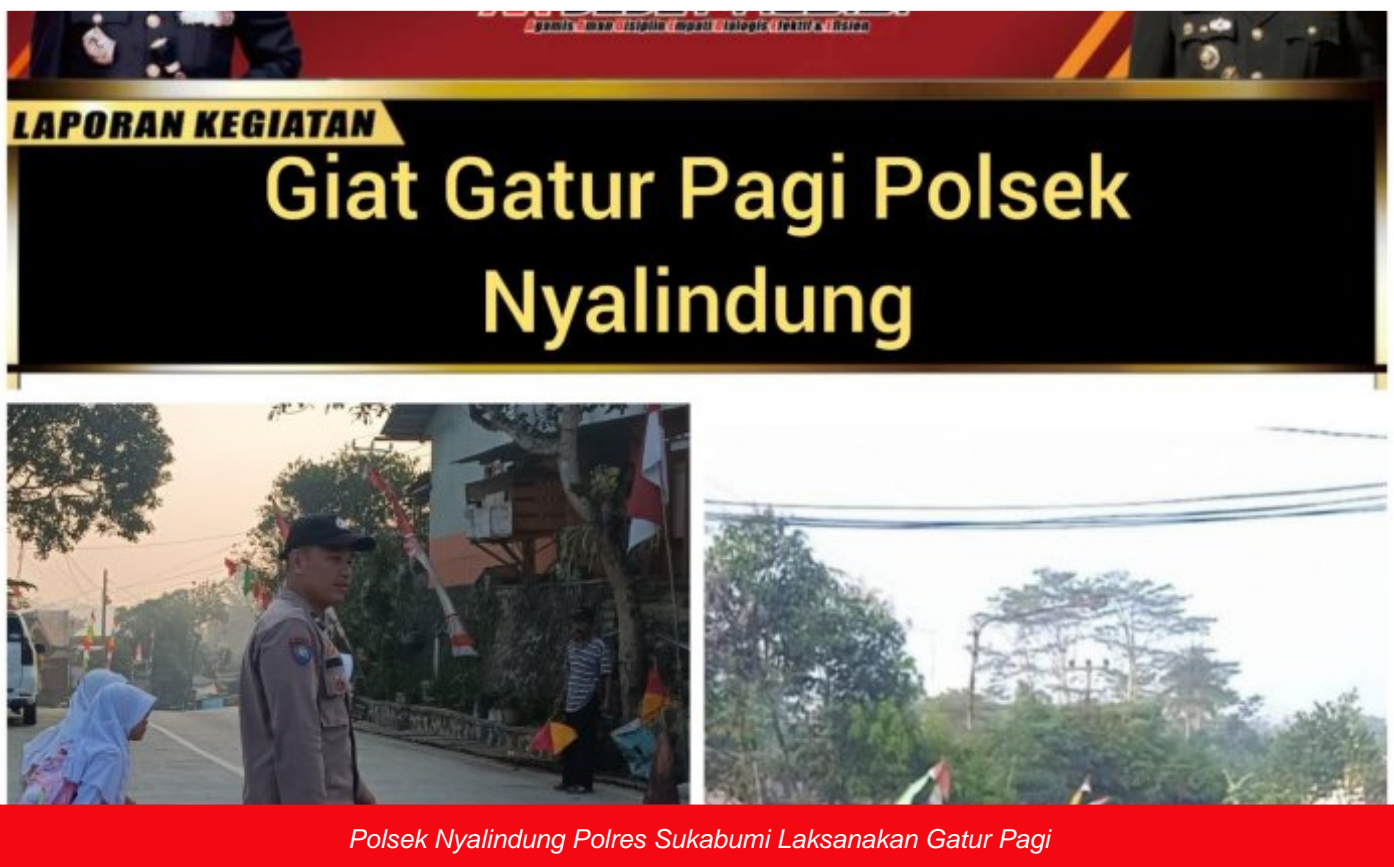 LAPORAN KEGIATAN
Giat Gatur Pagi Polsek
Nyalindung
Polsek Nyalindung Polres Sukabumi Laksanakan Gatur Pagi